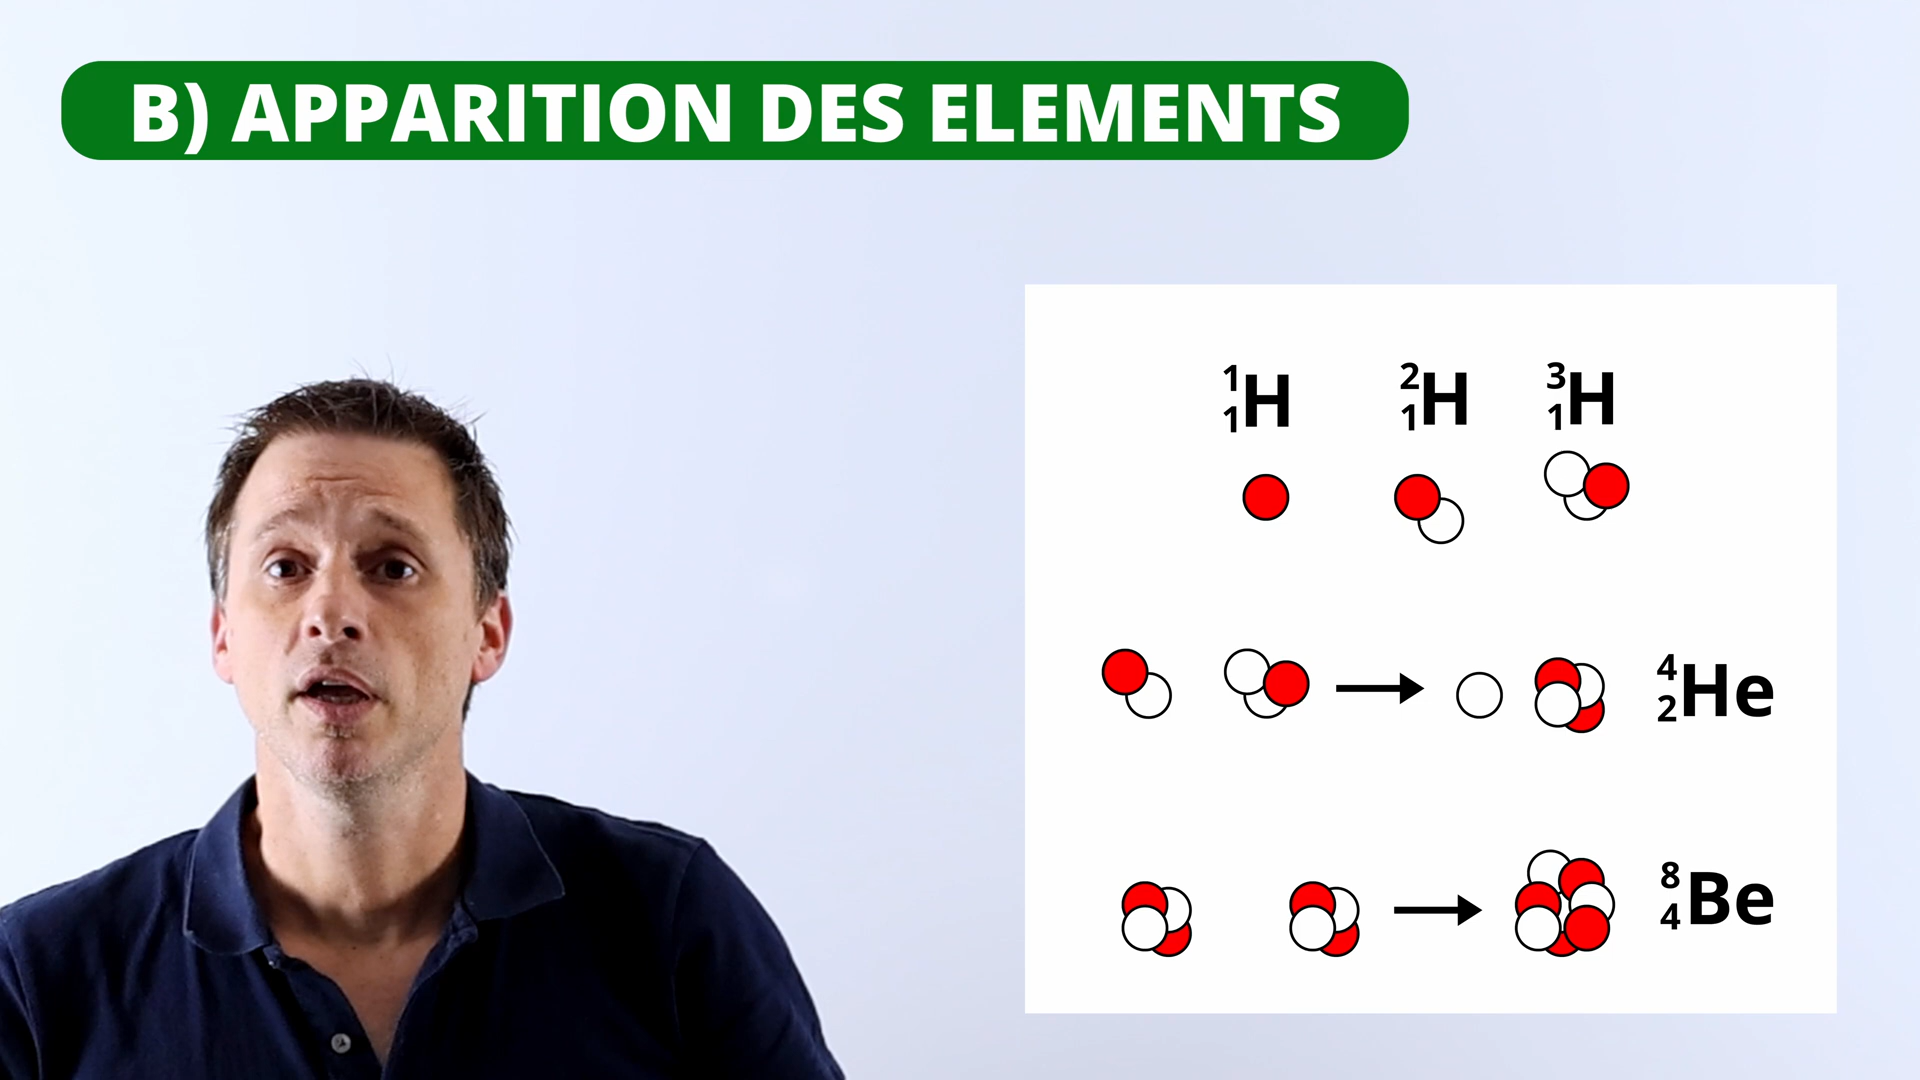 B) APPARITION DES ELEMENTS
¹₁H ²₁H ³₁H
⁴₂He
⁸₄Be